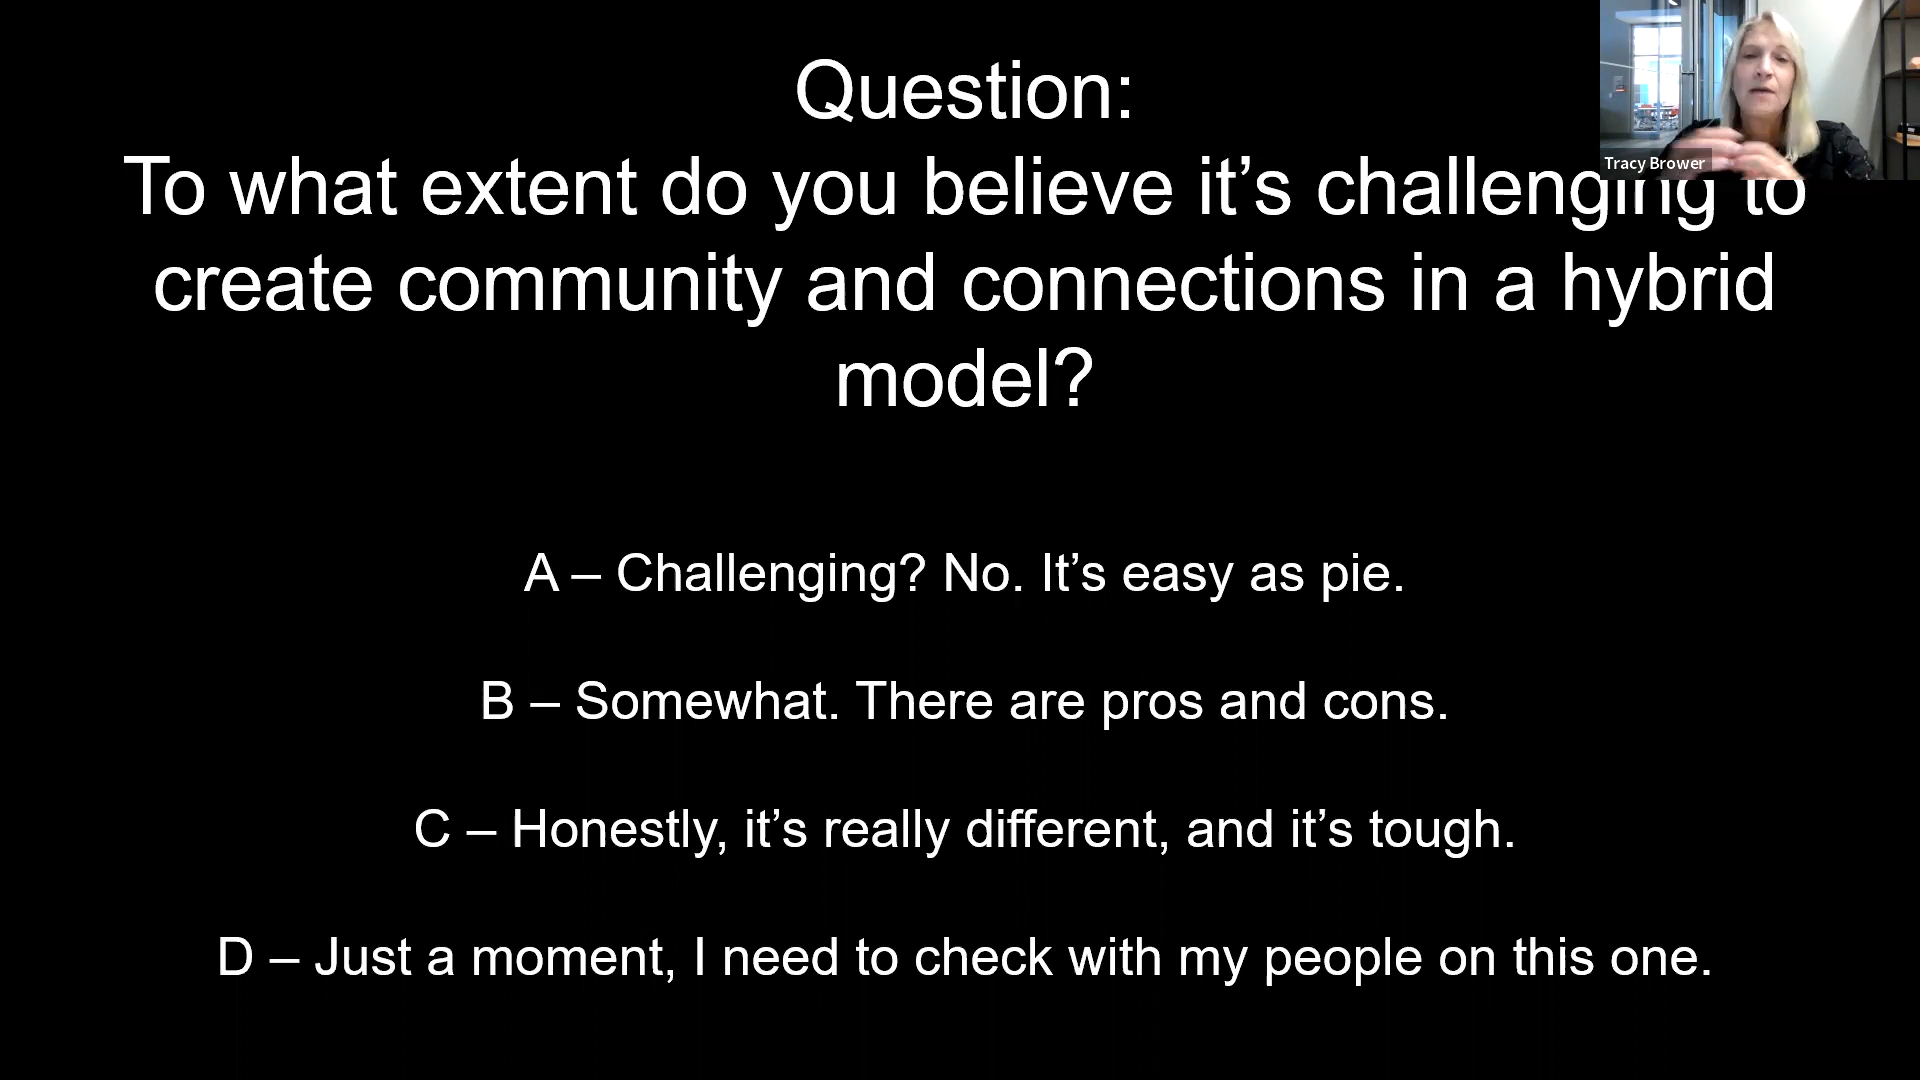 Question:
To what extent do you believe it’s challenging to
create community and connections in a hybrid
model?
A – Challenging? No. It’s easy as pie.
B – Somewhat. There are pros and cons.
C – Honestly, it’s really different, and it’s tough.
D – Just a moment, I need to check with my people on this one.
Tracy Brower